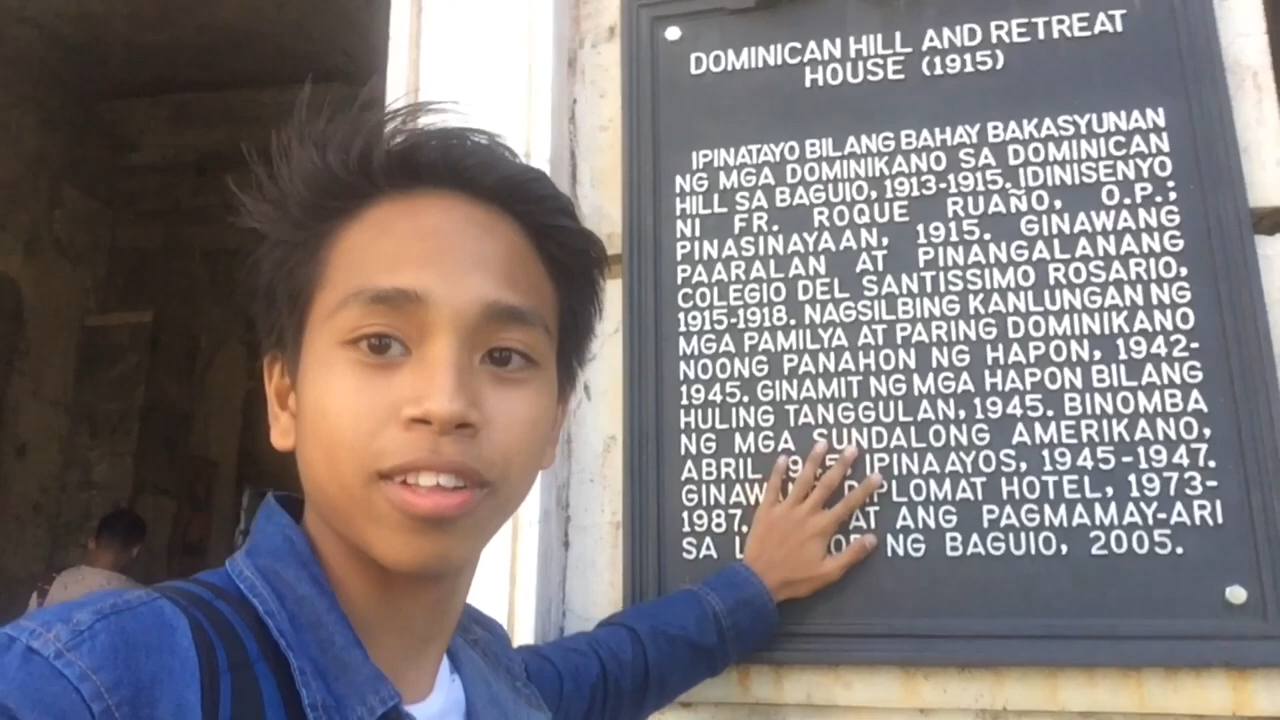 DOMINICAN HILL AND RETREAT
HOUSE (1915)
IPINATAYO BILANG BAHAY BAKASYUNAN
NG MGA DOMINIKANO SA DOMINICAN
HILL SA BAGUIO, 1913-1915. IDINISENYO
NI FR. ROQUE RUAÑO, O.P.;
PINASINAYAAN, 1915. GINAWANG
PAARALAN AT PINANGALANANG
COLEGIO DEL SANTISSIMO ROSARIO,
1915-1918. NAGSILBING KANLUNGAN NG
MGA PAMILYA AT PARING DOMINIKANO
NOONG PANAHON NG HAPON, 1942-
1945. GINAMIT NG MGA HAPON BILANG
HULING TANGGULAN, 1945. BINOMBA
NG MGA SUNDALONG AMERIKANO,
ABRIL 1945. IPINAAYOS, 1945-1947.
DIPLOMAT HOTEL, 1973-
1987. AT ANG PAGMAMAY-ARI
SA NG BAGUIO, 2005.